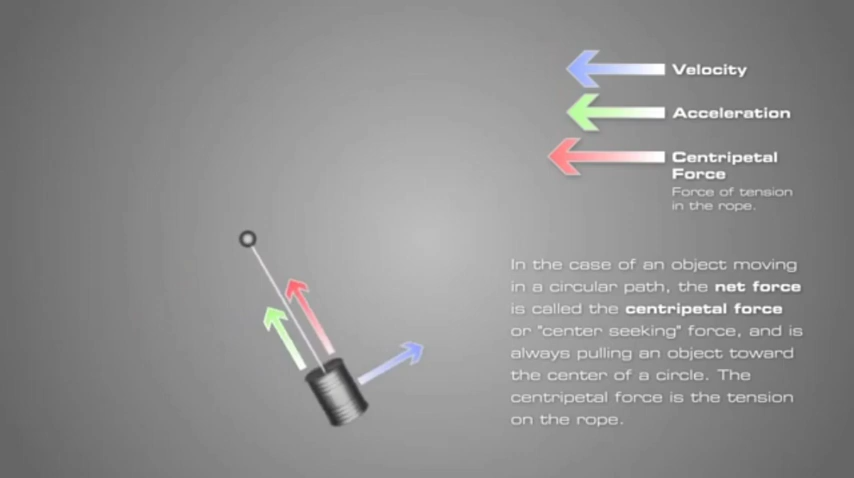 Velocity
Acceleration
Centripetal
Force
Force of tension
in the rope.
In the case of an object moving
in a circular path, the net force
is called the centripetal force
or "center seeking" force, and is
always pulling an object toward
the center of a circle. The
centripetal force is the tension
on the rope.